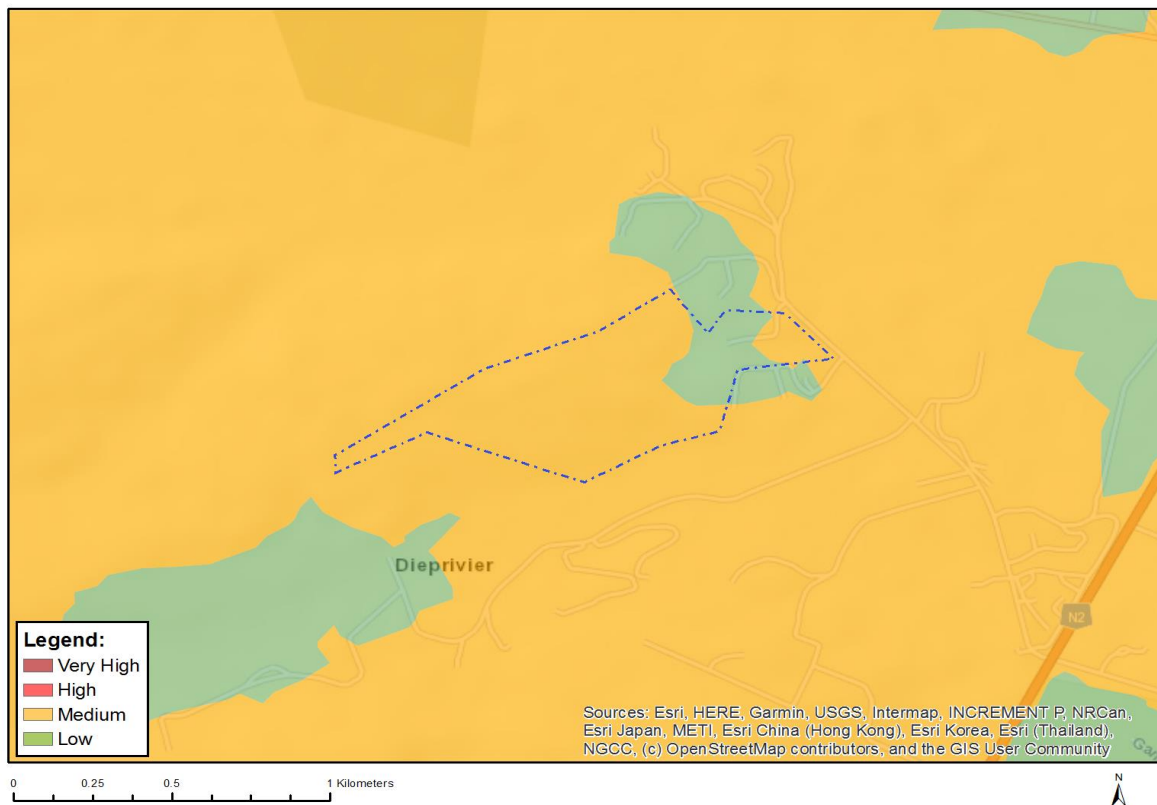 Dieprivier
N2
Legend:
Very High
High
Medium
Low
Sources: Esri, HERE, Garmin, USGS, Intermap, INCREMENT P, NRCan,
Esri Japan, METI, Esri China (Hong Kong), Esri Korea, Esri (Thailand),
NGCC, (c) OpenStreetMap contributors, and the GIS User Community
0 0.25 0.5 1 Kilometers
N